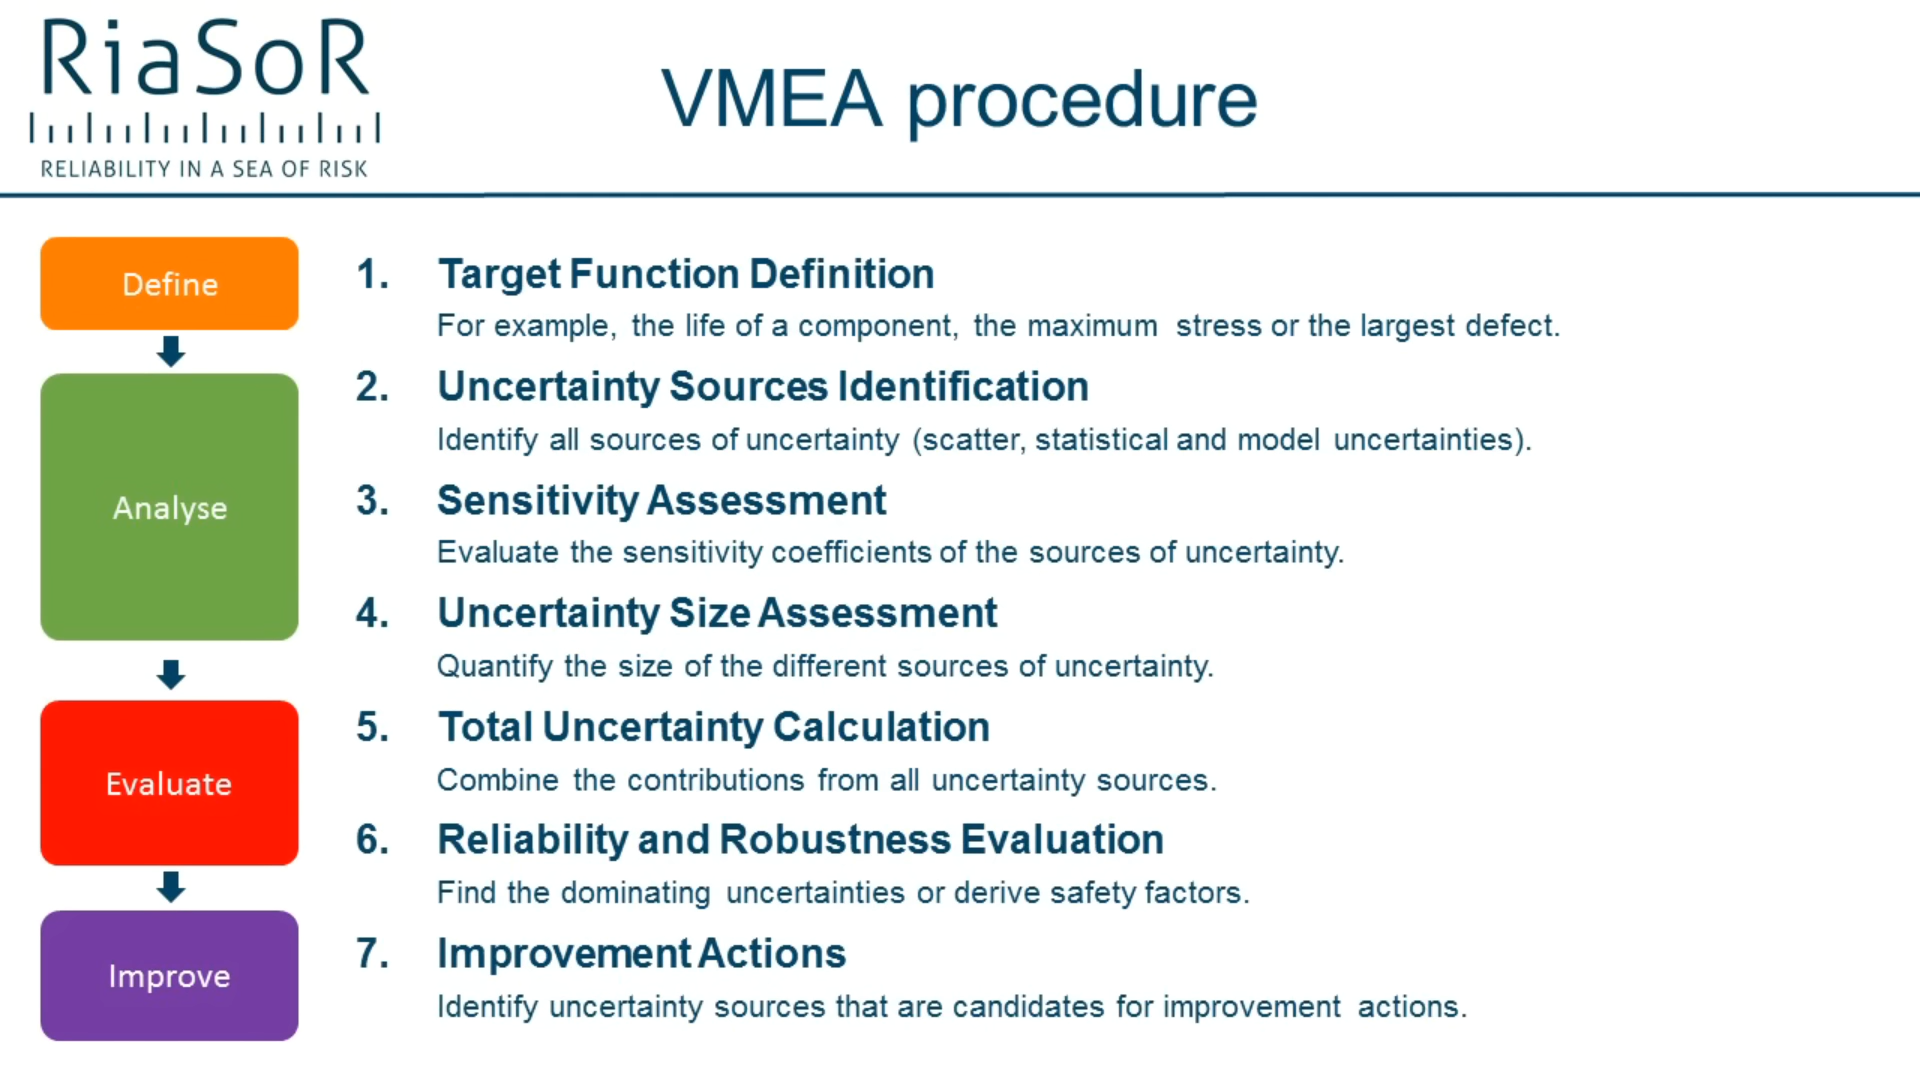 RiaSoR
RELIABILITY IN A SEA OF RISK
VMEA procedure
Define
Analyse
Evaluate
Improve
1. Target Function Definition
For example, the life of a component, the maximum stress or the largest defect.
2. Uncertainty Sources Identification
Identify all sources of uncertainty (scatter, statistical and model uncertainties).
3. Sensitivity Assessment
Evaluate the sensitivity coefficients of the sources of uncertainty.
4. Uncertainty Size Assessment
Quantify the size of the different sources of uncertainty.
5. Total Uncertainty Calculation
Combine the contributions from all uncertainty sources.
6. Reliability and Robustness Evaluation
Find the dominating uncertainties or derive safety factors.
7. Improvement Actions
Identify uncertainty sources that are candidates for improvement actions.